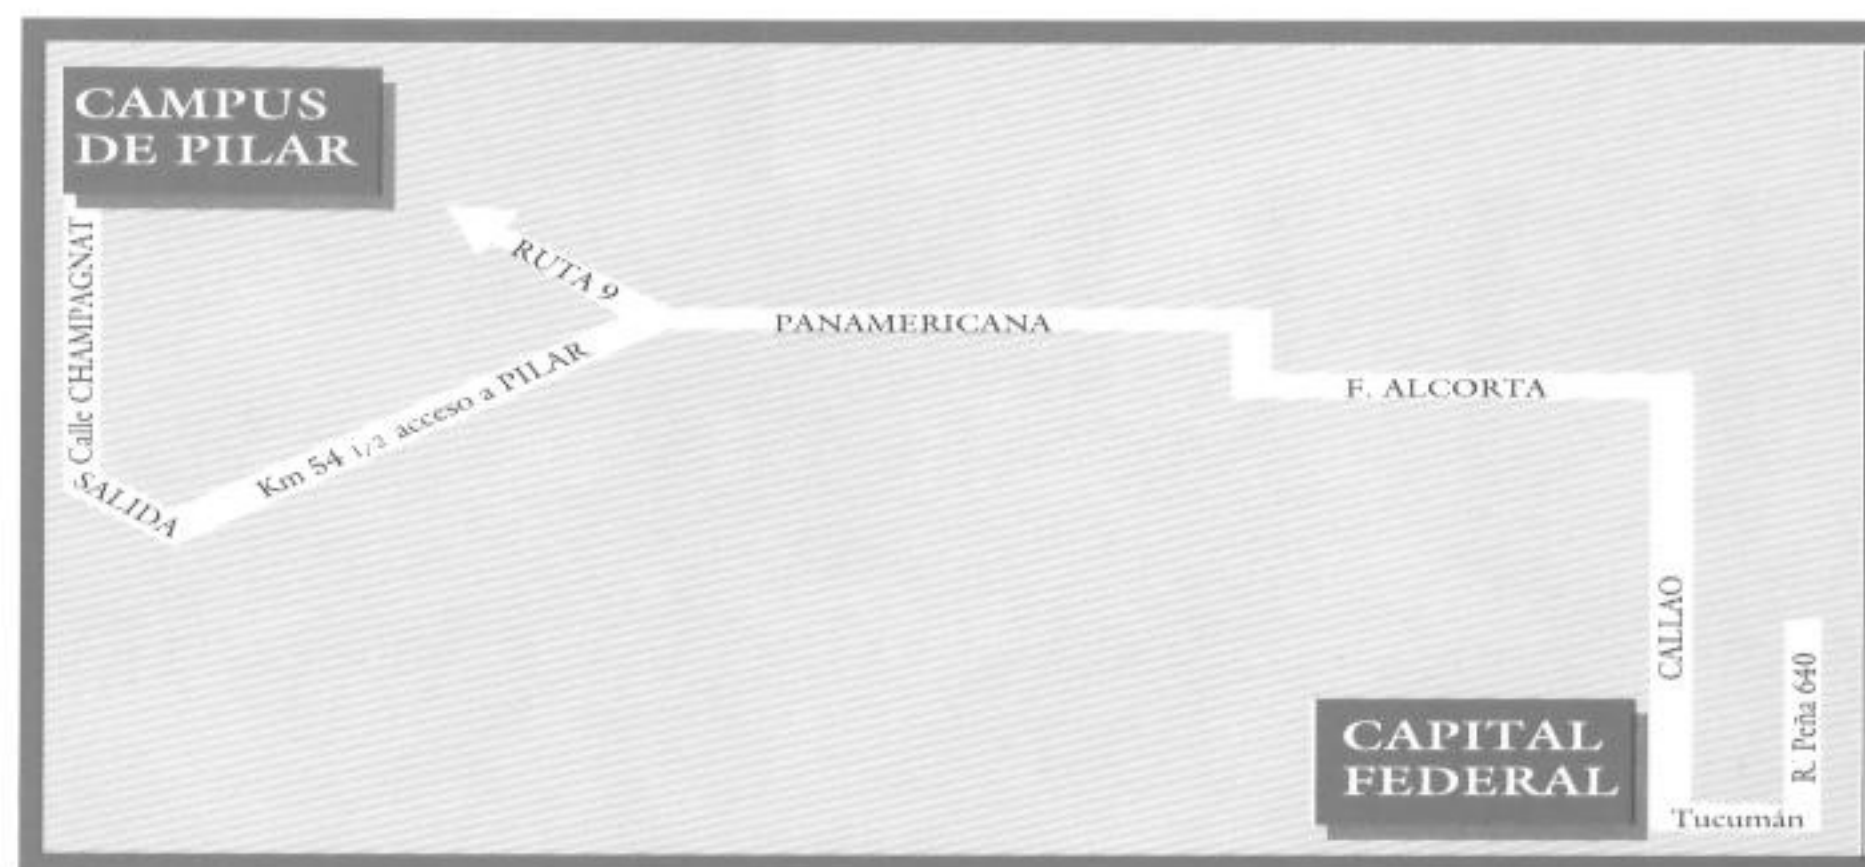 CAMPUS
DE PILAR
Calle CHAMPAGNAT
SALIDA
Km 54 1/2 acceso a PILAR
RUTA 9
PANAMERICANA
F. ALCORTA
CALLAO
R. Peña 640
Tucumán
CAPITAL
FEDERAL